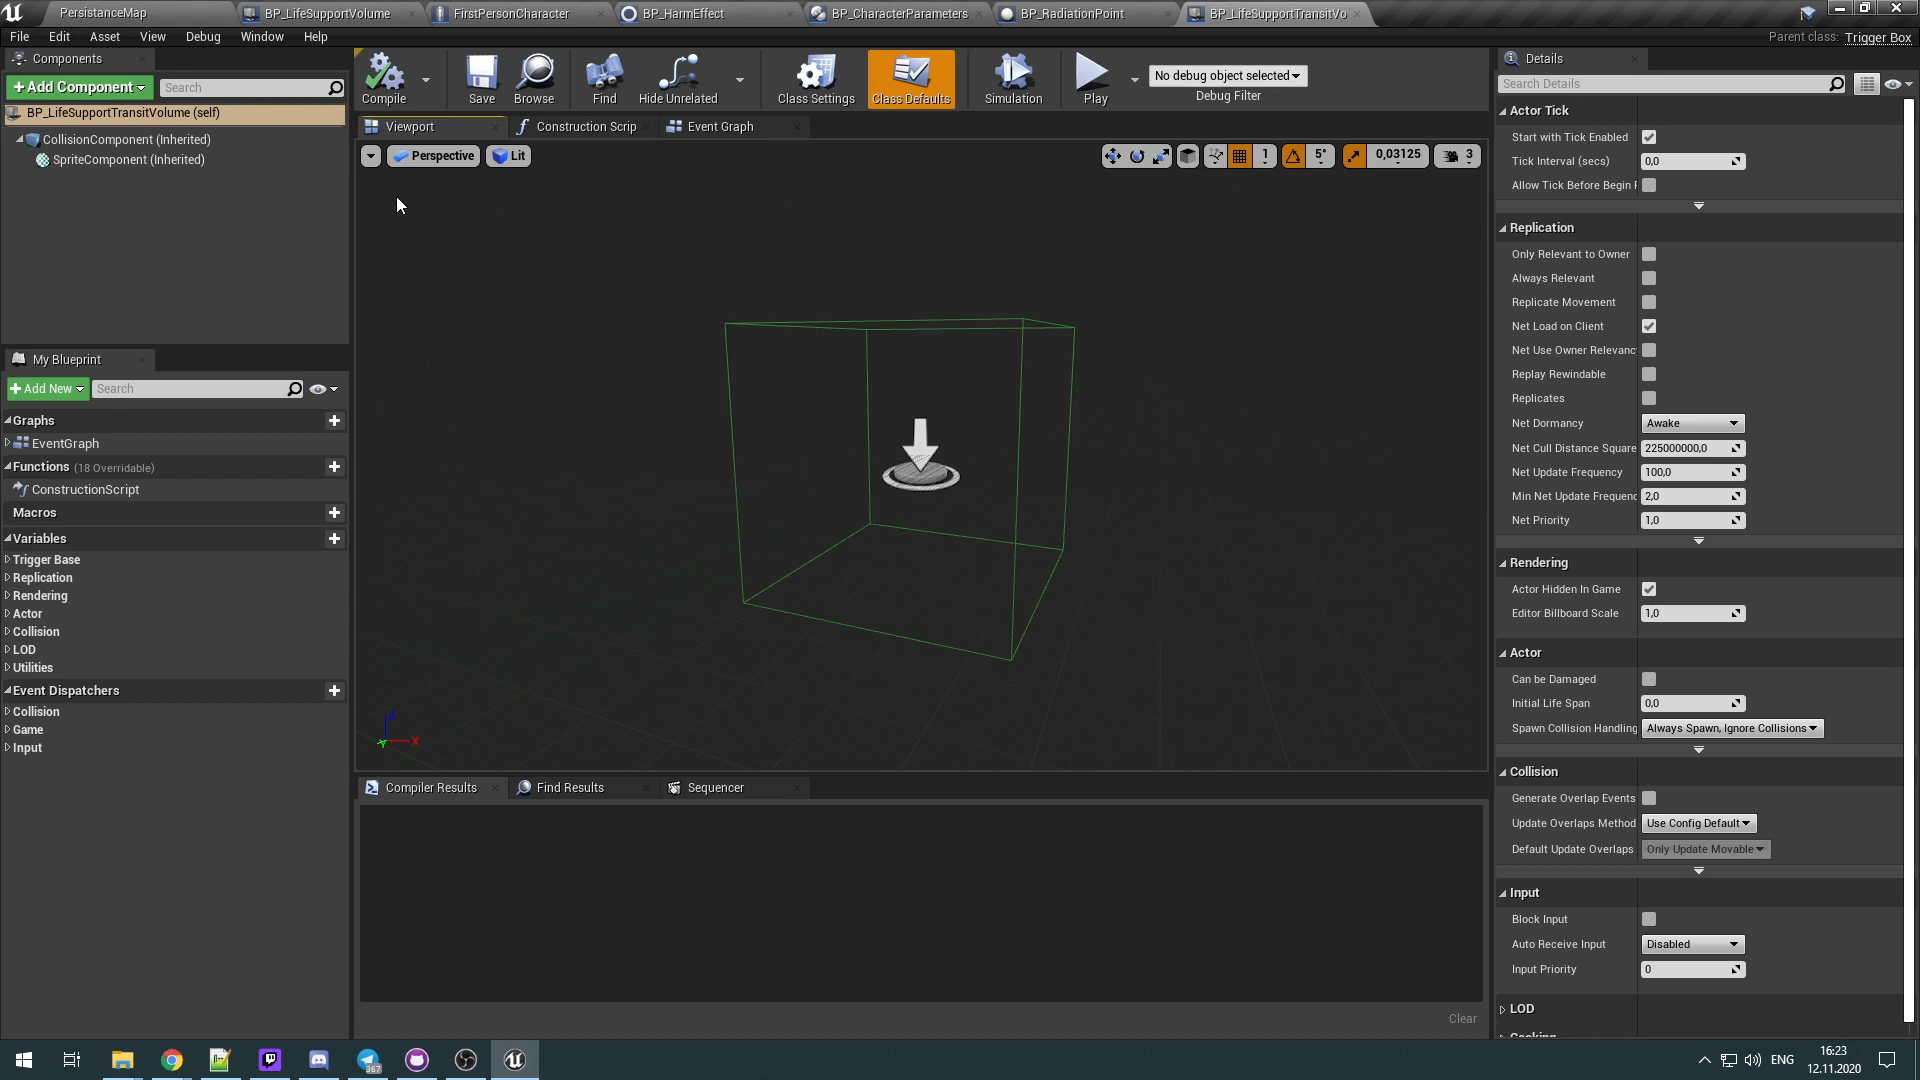 PersistanceMap
BP_LifeSupportVolume
FirstPersonCharacter
BP_HarmEffect
BP_CharacterParameters
BP_RadiationPoint
BP_LifeSupportTransitVo
File Edit Asset View Debug Window Help
Parent class: Trigger Box
Components
+ Add Component
Search
BP_LifeSupportTransitVolume (self)
CollisionComponent (Inherited)
SpriteComponent (Inherited)
My Blueprint
+ Add New
Search
Graphs
EventGraph
Functions (18 Overridable)
ConstructionScript
Macros
Variables
Trigger Base
Replication
Rendering
Actor
Collision
LOD
Utilities
Event Dispatchers
Collision
Game
Input
Compile
Save
Browse
Find
Hide Unrelated
Class Settings
Class Defaults
Simulation
Play
No debug object selected
Debug Filter
Viewport
Construction Scrip
Event Graph
Perspective
Lit
1
5°
0,03125
3
Z
Y
X
Compiler Results
Find Results
Sequencer
Clear
Details
Search Details
Actor Tick
Start with Tick Enabled
Tick Interval (secs) 0,0
Allow Tick Before Begin
Replication
Only Relevant to Owner
Always Relevant
Replicate Movement
Net Load on Client
Net Use Owner Relevanc
Replay Rewindable
Replicates
Net Dormancy Awake
Net Cull Distance Square 225000000,0
Net Update Frequency 100,0
Min Net Update Frequenc 2,0
Net Priority 1,0
Rendering
Actor Hidden In Game
Editor Billboard Scale 1,0
Actor
Can be Damaged
Initial Life Span 0,0
Spawn Collision Handling Always Spawn, Ignore Collisions
Collision
Generate Overlap Events
Update Overlaps Method Use Config Default
Default Update Overlaps Only Update Movable
Input
Block Input
Auto Receive Input Disabled
Input Priority 0
LOD
Cooking
367
ENG
16:23
12.11.2020